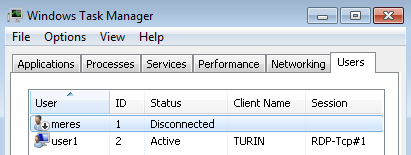 Windows Task Manager
File Options View Help
Applications Processes Services Performance Networking Users
User ID Status Client Name Session
meres 1 Disconnected
user1 2 Active TURIN RDP-Tcp#1